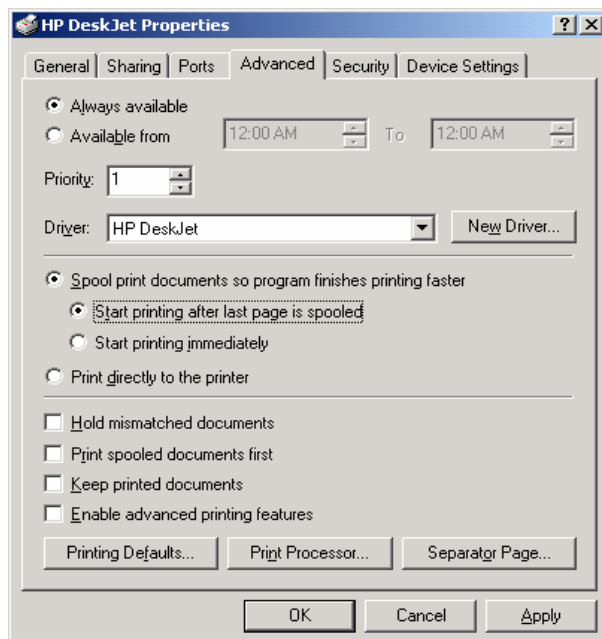 HP DeskJet Properties
General Sharing Ports Advanced Security Device Settings
Always available
Available from 12:00 AM To 12:00 AM
Priority: 1
Driver: HP DeskJet New Driver...
Spool print documents so program finishes printing faster
Start printing after last page is spooled
Start printing immediately
Print directly to the printer
Hold mismatched documents
Print spooled documents first
Keep printed documents
Enable advanced printing features
Printing Defaults... Print Processor... Separator Page...
OK Cancel Apply